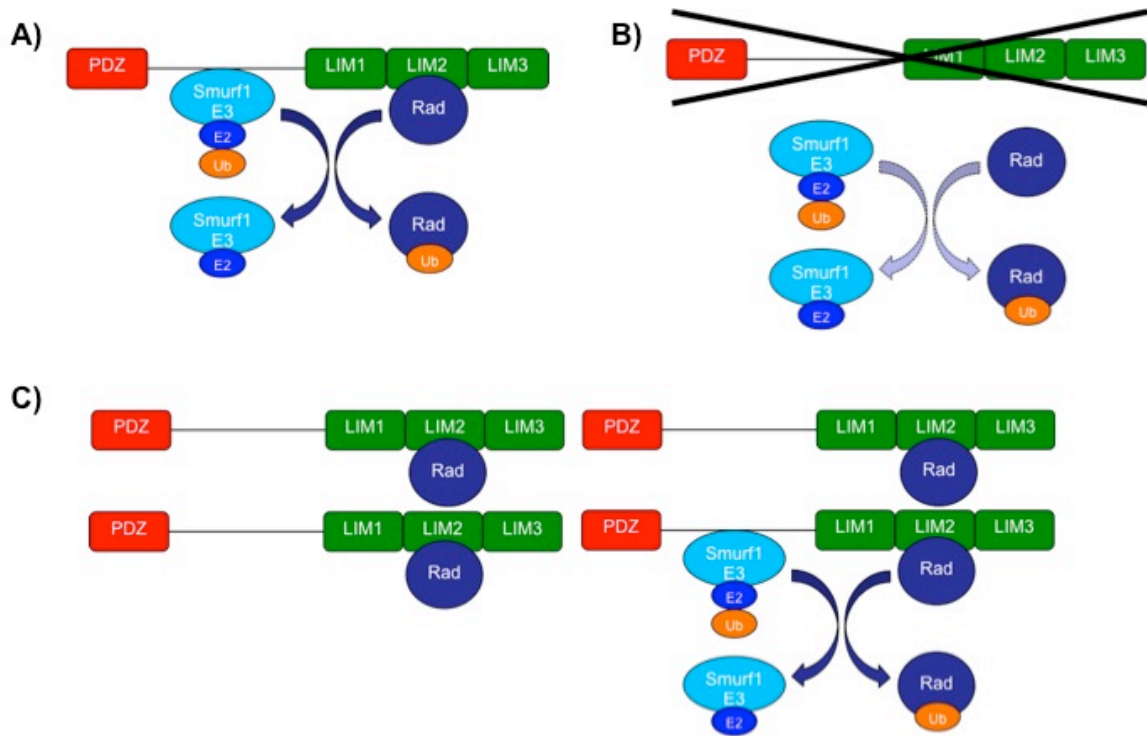 A)
PDZ LIM1 LIM2 LIM3
Smurf1
E3
E2
Ub
Rad
Smurf1
E3
E2
Rad
Ub
B)
PDZ LIM1 LIM2 LIM3
Smurf1
E3
E2
Ub
Rad
Smurf1
E3
E2
Rad
Ub
C)
PDZ LIM1 LIM2 LIM3
Rad
PDZ LIM1 LIM2 LIM3
Rad
PDZ LIM1 LIM2 LIM3
Rad
PDZ LIM1 LIM2 LIM3
Smurf1
E3
E2
Ub
Rad
Smurf1
E3
E2
Rad
Ub